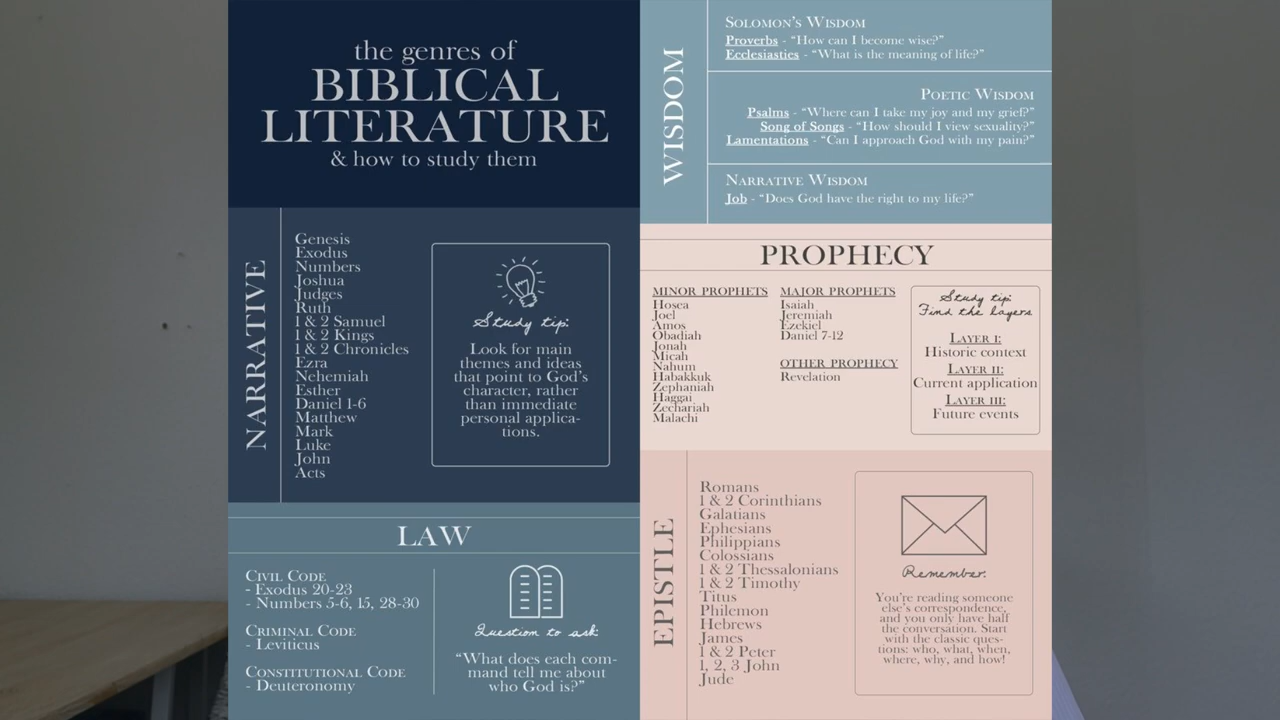 the genres of
BIBLICAL
LITERATURE
& how to study them
NARRATIVE
Genesis
Exodus
Numbers
Joshua
Judges
Ruth
1 & 2 Samuel
1 & 2 Kings
1 & 2 Chronicles
Ezra
Nehemiah
Esther
Daniel 1-6
Matthew
Mark
Luke
John
Acts
Study tip:
Look for main
themes and ideas
that point to God's
character, rather
than immediate
personal applica-
tions.
LAW
CIVIL CODE
- Exodus 20-23
- Numbers 5-6, 15, 28-30
CRIMINAL CODE
- Leviticus
CONSTITUTIONAL CODE
- Deuteronomy
Question to ask:
"What does each com-
mand tell me about
who God is?"
WISDOM
SOLOMON'S WISDOM
Proverbs - "How can I become wise?"
Ecclesiasties - "What is the meaning of life?"
POETIC WISDOM
Psalms - "Where can I take my joy and my grief?"
Song of Songs - "How should I view sexuality?"
Lamentations - "Can I approach God with my pain?"
NARRATIVE WISDOM
Job - "Does God have the right to my life?"
PROPHECY
MINOR PROPHETS
Hosea
Joel
Amos
Obadiah
Jonah
Micah
Nahum
Habakkuk
Zephaniah
Haggai
Zechariah
Malachi
MAJOR PROPHETS
Isaiah
Jeremiah
Ezekiel
Daniel 7-12
OTHER PROPHECY
Revelation
Study tip:
Find the layers
LAYER I:
Historic context
LAYER II:
Current application
LAYER III:
Future events
EPISTLE
Romans
1 & 2 Corinthians
Galatians
Ephesians
Philippians
Colossians
1 & 2 Thessalonians
1 & 2 Timothy
Titus
Philemon
Hebrews
James
1 & 2 Peter
1, 2, 3 John
Jude
Remember:
You're reading someone
else's correspondence,
and you only have half
the conversation. Start
with the classic ques-
tions: who, what, when,
where, why, and how!